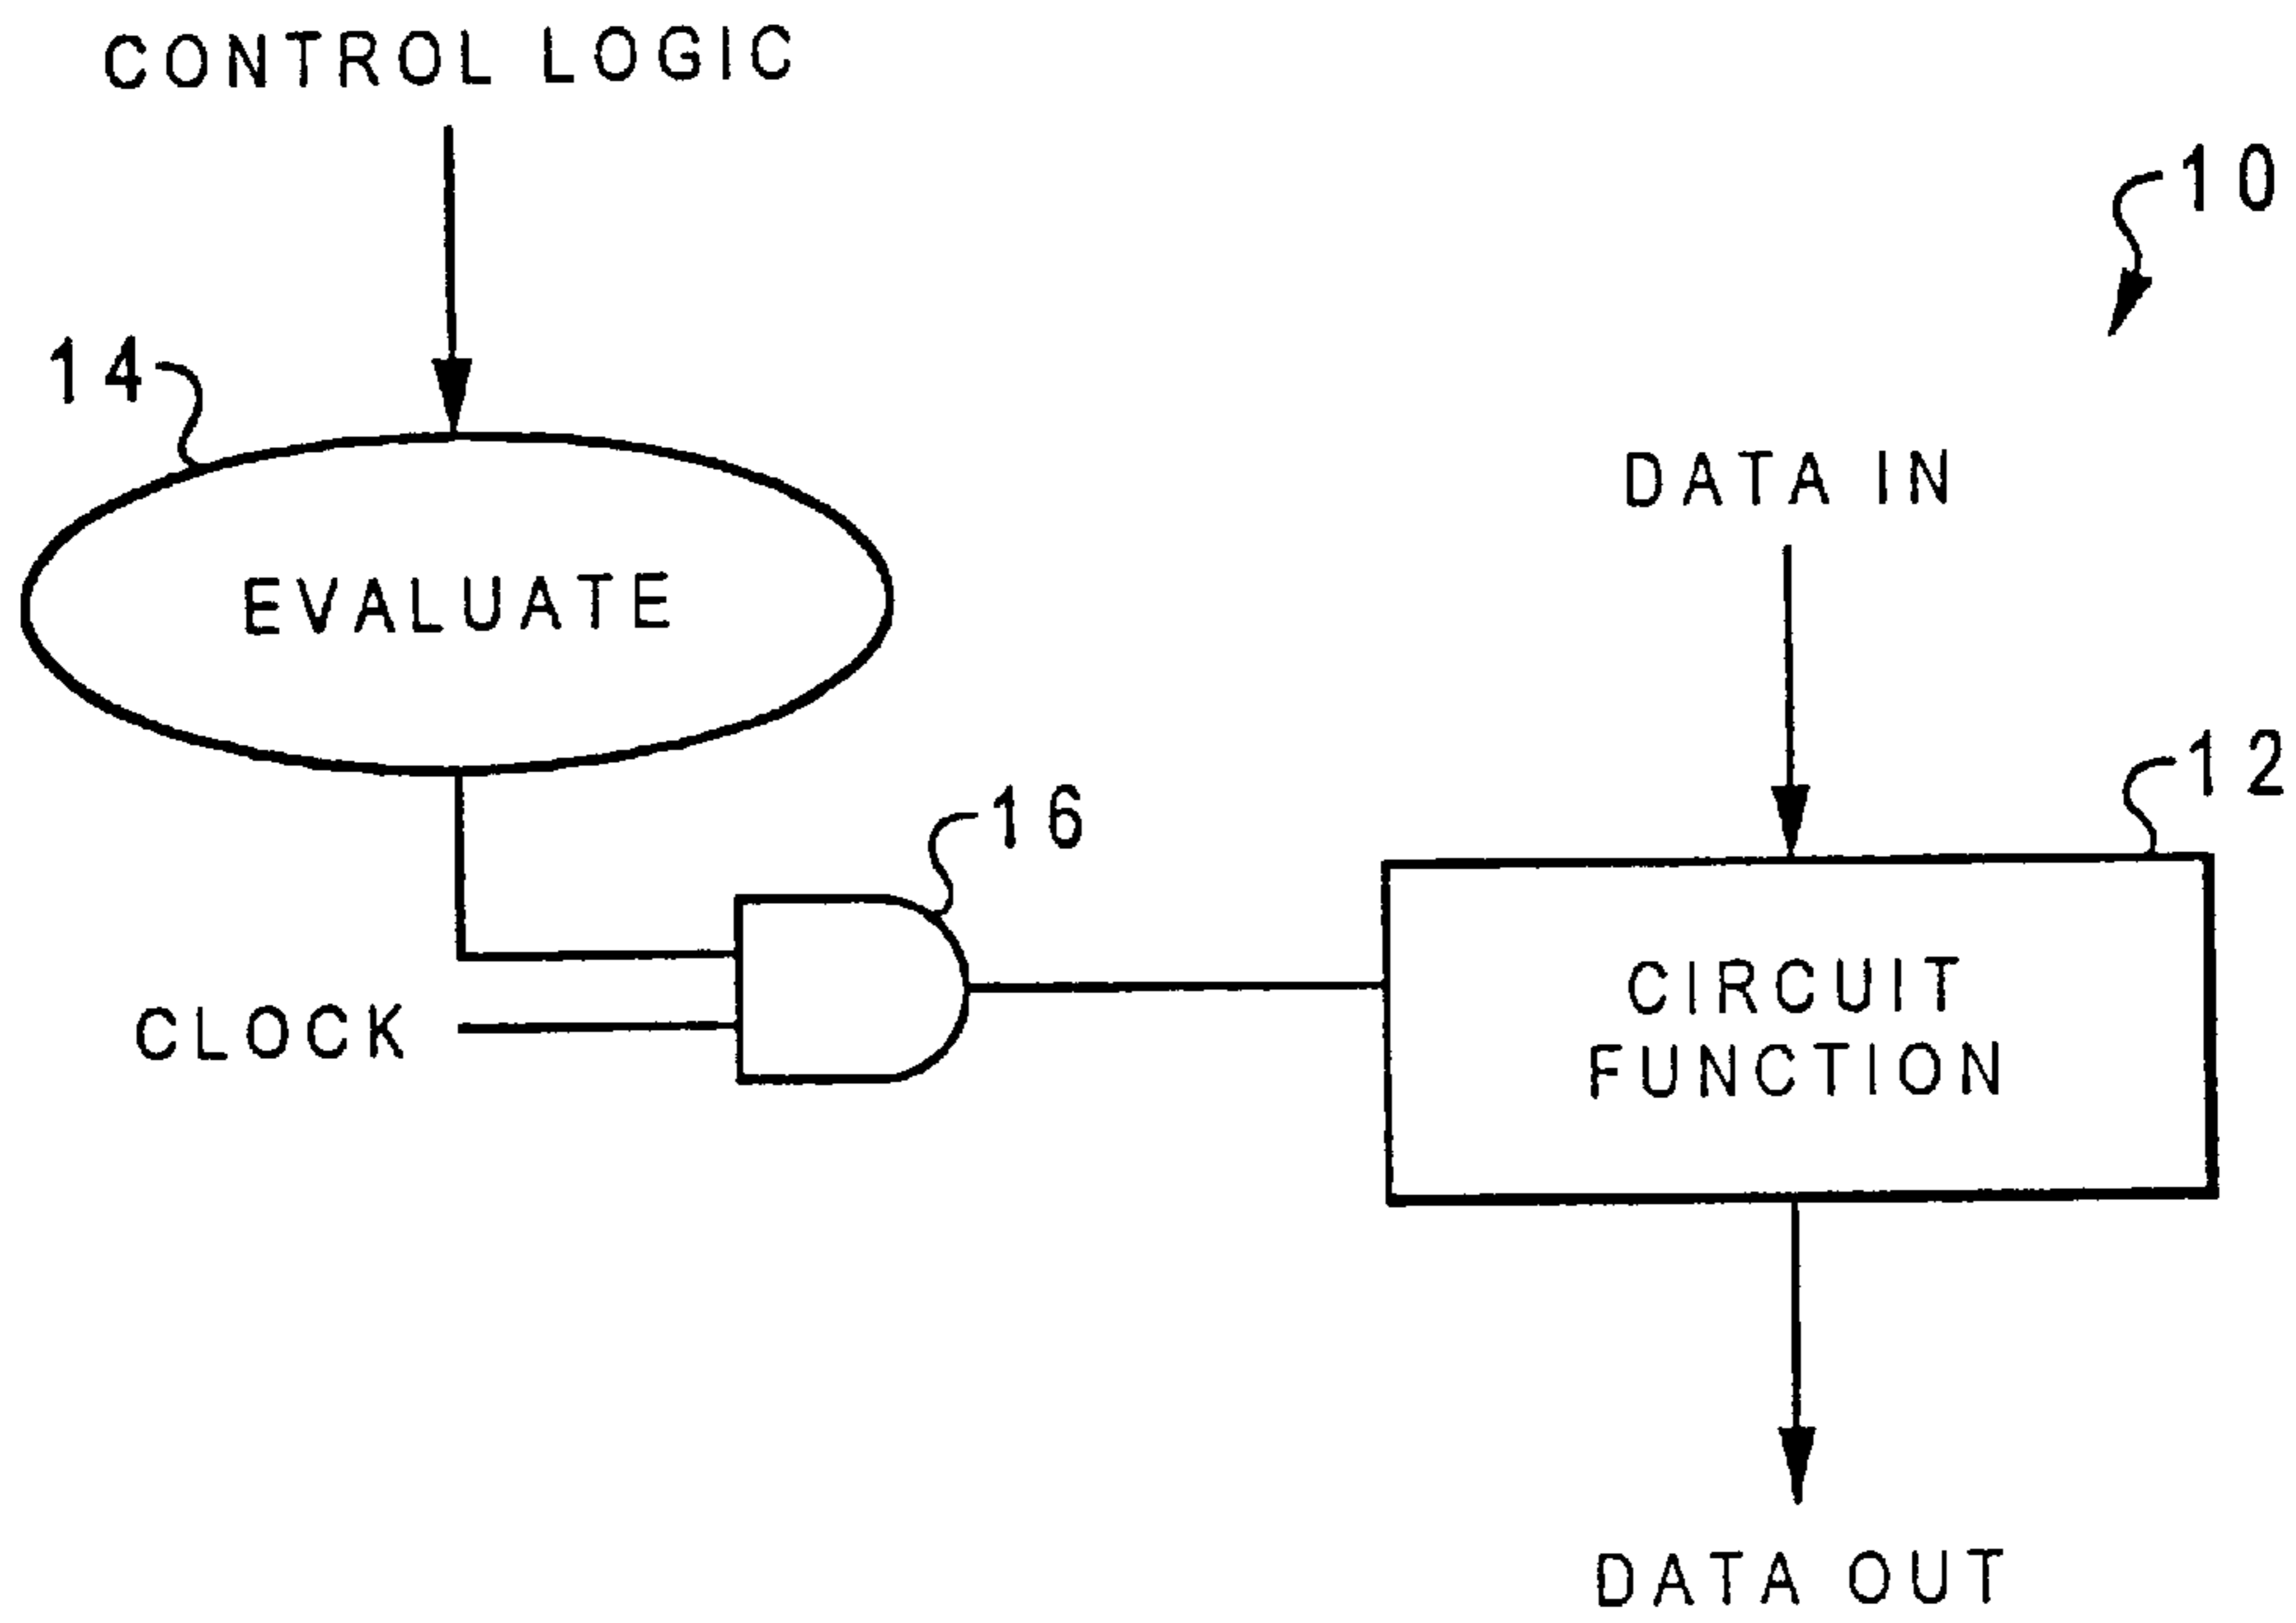 CONTROL LOGIC
10
14
DATA IN
EVALUATE
12
16
CIRCUIT
FUNCTION
CLOCK
DATA OUT